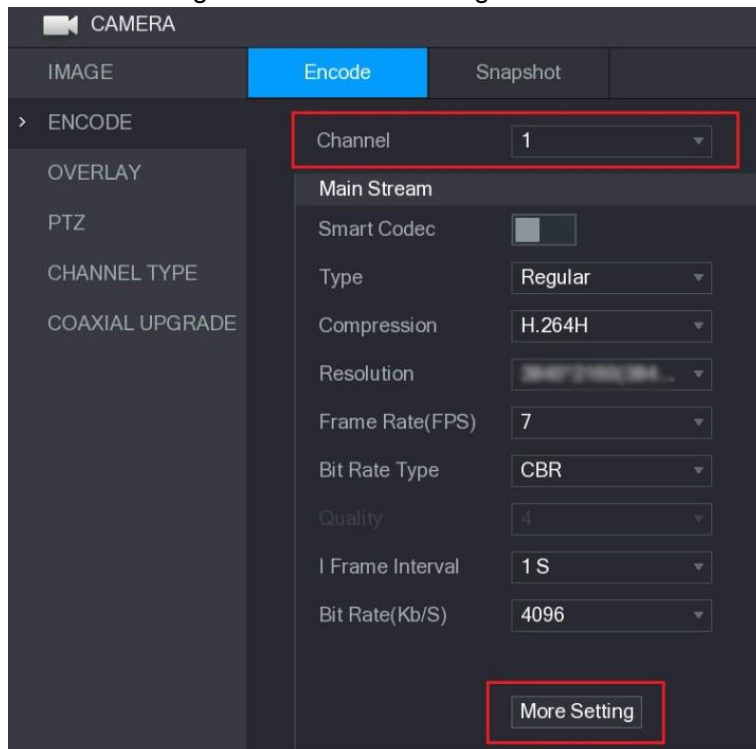 CAMERA
IMAGE
Encode Snapshot
> ENCODE
Channel 1
OVERLAY
Main Stream
PTZ
Smart Codec
CHANNEL TYPE
Type Regular
COAXIAL UPGRADE
Compression H.264H
Resolution
Frame Rate(FPS) 7
Bit Rate Type CBR
Quality 4
I Frame Interval 1 S
Bit Rate(Kb/S) 4096
More Setting